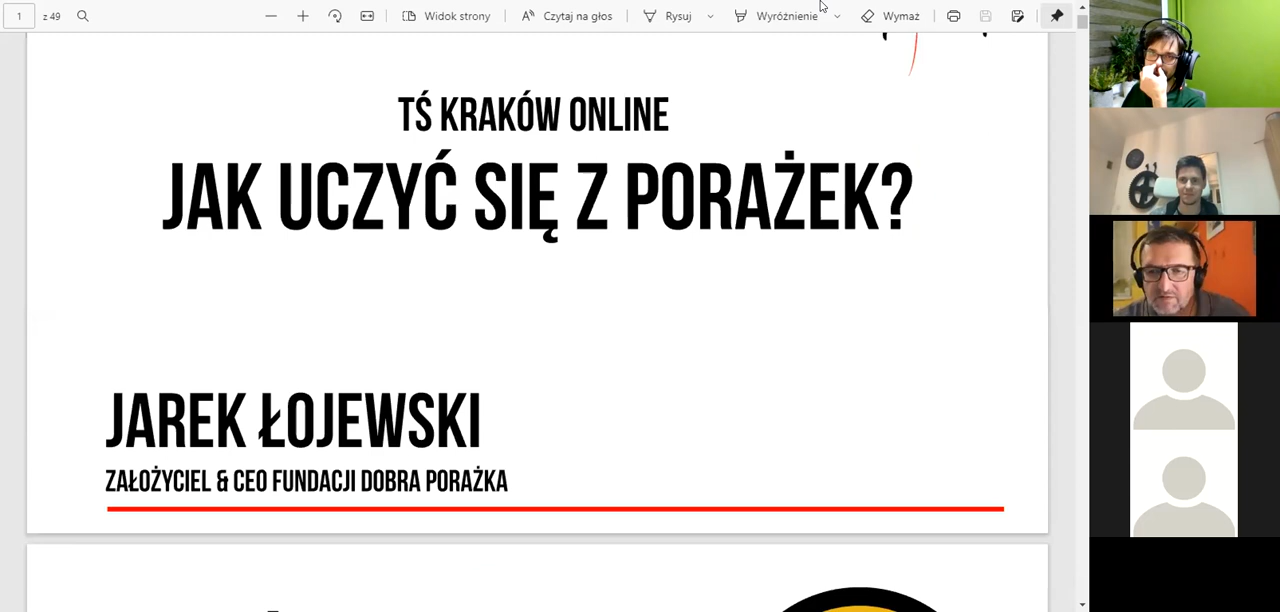 1 z 49 Widok strony Czytaj na głos Rysuj Wyróżnienie Wymaż
TŚ KRAKÓW ONLINE
JAK UCZYĆ SIĘ Z PORAŻEK?
JAREK ŁOJEWSKI
ZAŁOŻYCIEL & CEO FUNDACJI DOBRA PORAŻKA